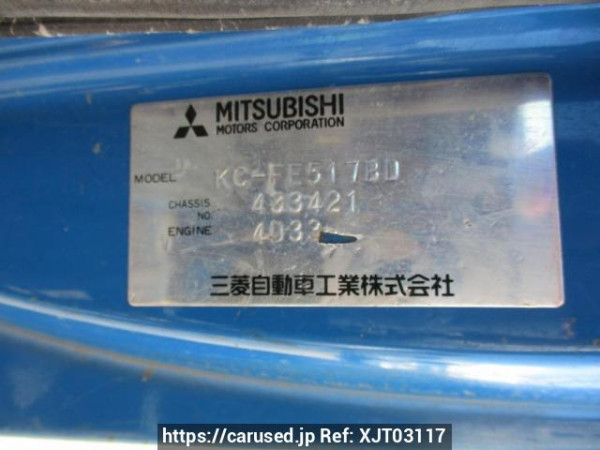 MITSUBISHI
MOTORS CORPORATION
MODEL KC-FE517BD
CHASSIS NO. 433421
ENGINE 4D33
三菱自動車工業株式会社
https://carused.jp Ref: XJT03117